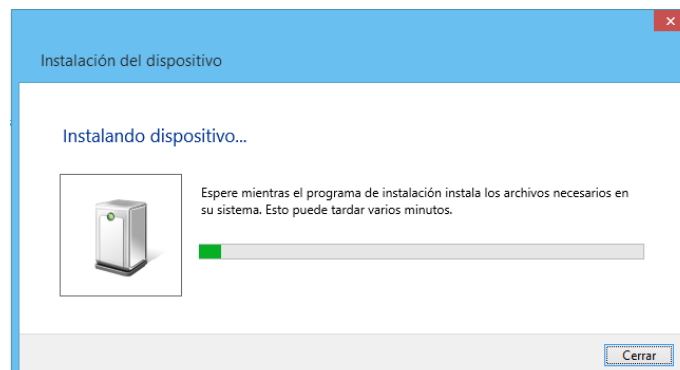 Instalación del dispositivo
Instalando dispositivo...
Espere mientras el programa de instalación instala los archivos necesarios en
su sistema. Esto puede tardar varios minutos.
Cerrar